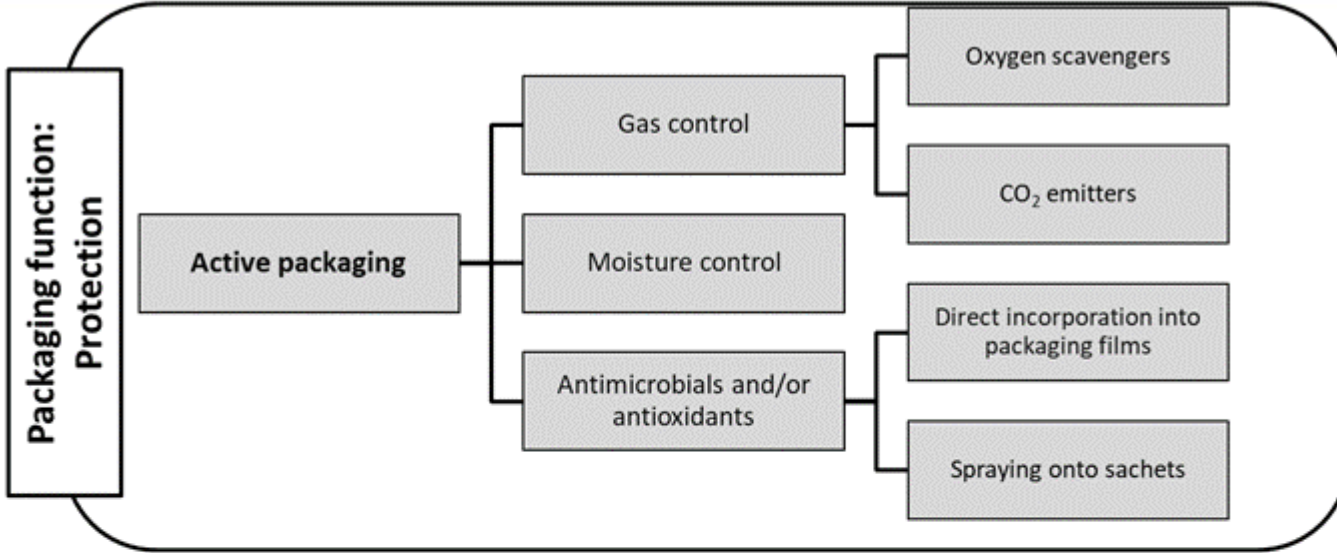 Packaging function:
Protection
Active packaging
Gas control
Moisture control
Antimicrobials and/or
antioxidants
Oxygen scavengers
CO₂ emitters
Direct incorporation into
packaging films
Spraying onto sachets